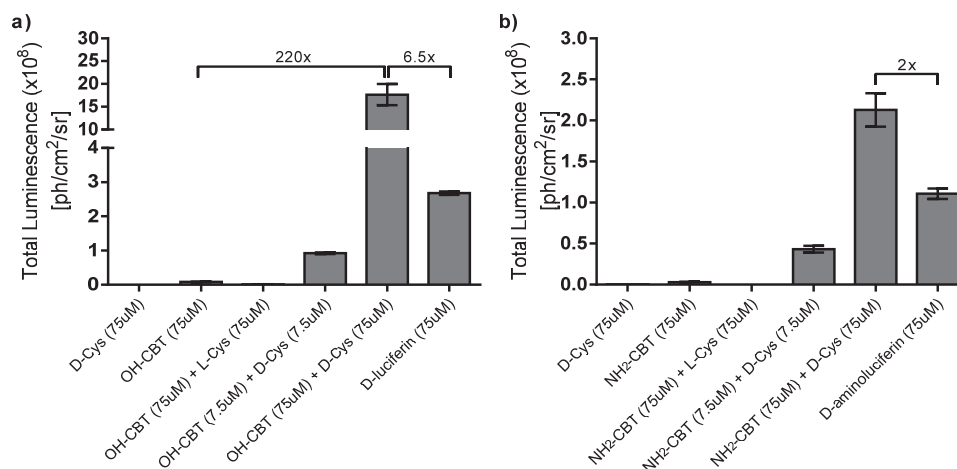 a)
Total Luminescence (x10⁸)
[ph/cm²/sr]
30
25
20
15
10
4
3
2
1
0
220x
6.5x
D-Cys (75uM)
OH-CBT (75uM)
OH-CBT (75uM) + L-Cys (75uM)
OH-CBT (7.5uM) + D-Cys (7.5uM)
OH-CBT (75uM) + D-Cys (75uM)
D-luciferin (75uM)
b)
Total Luminescence (x10⁸)
[ph/cm²/sr]
3.0
2.5
2.0
1.5
1.0
0.5
0.0
2x
D-Cys (75uM)
NH₂-CBT (75uM)
NH₂-CBT (75uM) + L-Cys (75uM)
NH₂-CBT (7.5uM) + D-Cys (7.5uM)
NH₂-CBT (75uM) + D-Cys (75uM)
D-aminoluciferin (75uM)